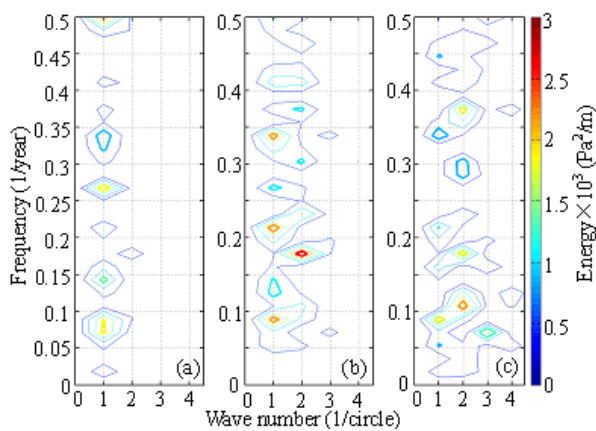 0.5 0.5 0.5 3
0.45 0.45
0.4 0.4 0.4 2.5
0.35
0.3 0.3 0.3 2
0.25 1.5
0.2 0.2 0.2
0.15 1
0.1 0.1 0.1
0.05 (a) (b) (c) 0.5
0 0 0 0
0 1 2 3 4 0 1 2 3 4 0 1 2 3 4
Frequency (1/year)
Wave number (1/circle)
Energy×10³ (Pa²/m)